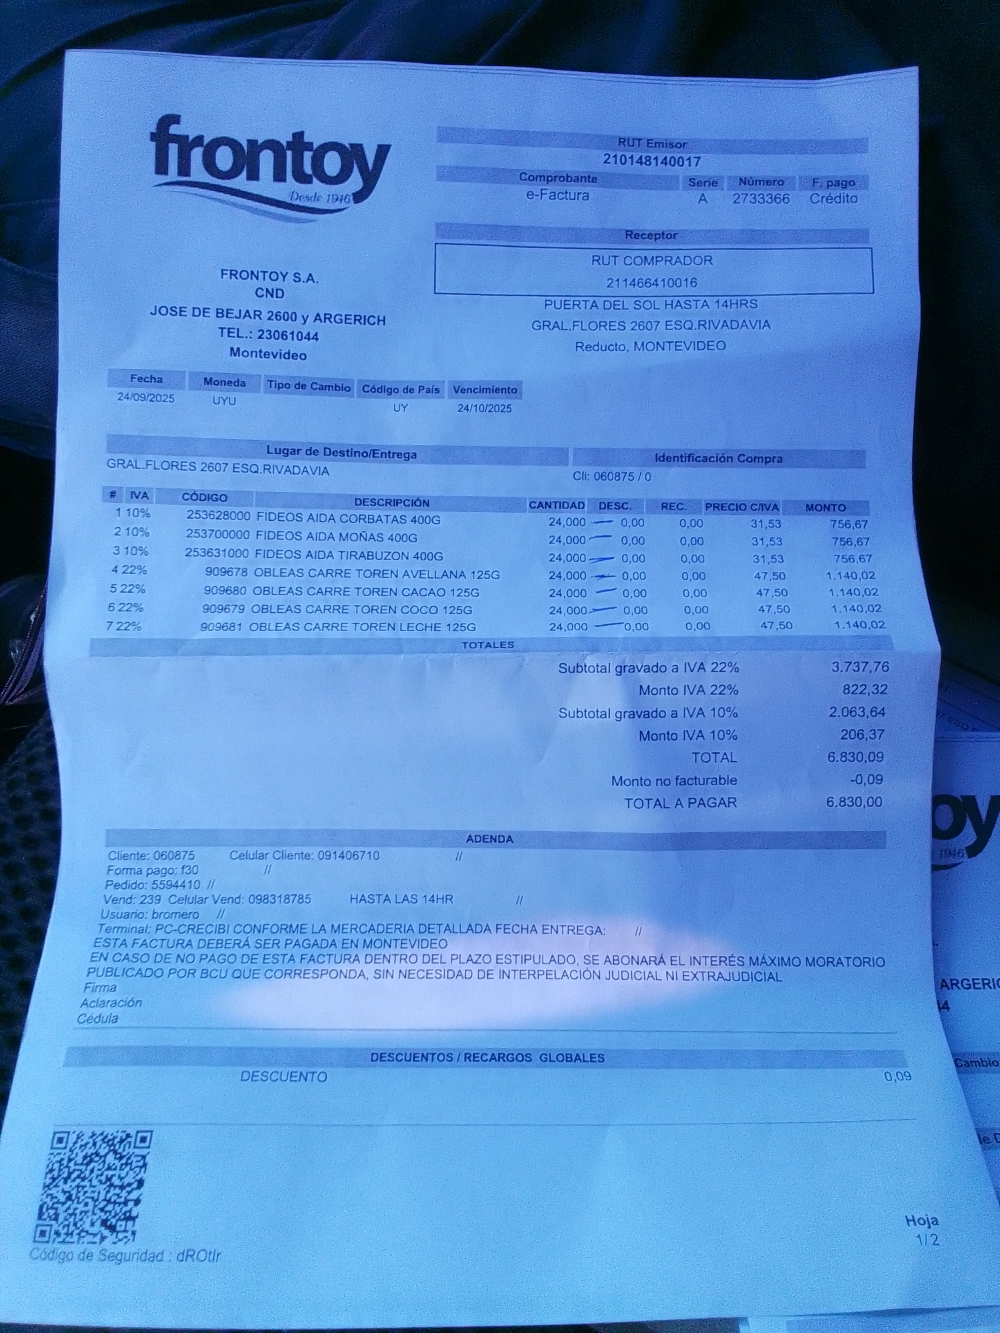 frontoy
Desde 1946
RUT Emisor
210148140017
Comprobante Serie Número F. pago
e-Factura A 2733366 Crédito
Receptor
RUT COMPRADOR
211466410016
PUERTA DEL SOL HASTA 14HRS
GRAL.FLORES 2607 ESQ.RIVADAVIA
Reducto, MONTEVIDEO
FRONTOY S.A.
CND
JOSE DE BEJAR 2600 y ARGERICH
TEL.: 23061044
Montevideo
Fecha Moneda Tipo de Cambio Código de País Vencimiento
24/09/2025 UYU UY 24/10/2025
Lugar de Destino/Entrega Identificación Compra
GRAL.FLORES 2607 ESQ.RIVADAVIA Cli: 060875 / 0
# IVA CÓDIGO DESCRIPCIÓN CANTIDAD DESC. REC. PRECIO C/IVA MONTO
1 10% 253628000 FIDEOS AIDA CORBATAS 400G 24,000 0,00 0,00 31,53 756,67
2 10% 253700000 FIDEOS AIDA MOÑAS 400G 24,000 0,00 0,00 31,53 756,67
3 10% 253631000 FIDEOS AIDA TIRABUZON 400G 24,000 0,00 0,00 31,53 756,67
4 22% 909678 OBLEAS CARRE TOREN AVELLANA 125G 24,000 0,00 0,00 47,50 1.140,02
5 22% 909680 OBLEAS CARRE TOREN CACAO 125G 24,000 0,00 0,00 47,50 1.140,02
6 22% 909679 OBLEAS CARRE TOREN COCO 125G 24,000 0,00 0,00 47,50 1.140,02
7 22% 909681 OBLEAS CARRE TOREN LECHE 125G 24,000 0,00 0,00 47,50 1.140,02
TOTALES
Subtotal gravado a IVA 22% 3.737,76
Monto IVA 22% 822,32
Subtotal gravado a IVA 10% 2.063,64
Monto IVA 10% 206,37
TOTAL 6.830,09
Monto no facturable -0,09
TOTAL A PAGAR 6.830,00
ADENDA
Cliente: 060875 Celular Cliente: 091406710 //
Forma pago: f30 //
Pedido: 5594410 //
Vend: 239 Celular Vend: 098318785 HASTA LAS 14HR //
Usuario: bromero //
Terminal: PC-CRECIBI CONFORME LA MERCADERIA DETALLADA FECHA ENTREGA: //
ESTA FACTURA DEBERÁ SER PAGADA EN MONTEVIDEO
EN CASO DE NO PAGO DE ESTA FACTURA DENTRO DEL PLAZO ESTIPULADO, SE ABONARÁ EL INTERÉS MÁXIMO MORATORIO
PUBLICADO POR BCU QUE CORRESPONDA, SIN NECESIDAD DE INTERPELACIÓN JUDICIAL NI EXTRAJUDICIAL
Firma
Aclaración
Cédula
DESCUENTOS / RECARGOS GLOBALES
DESCUENTO 0,09
Código de Seguridad : dROtIr
Hoja
1/2
oy
1946
ARGERIC
44
Cambio